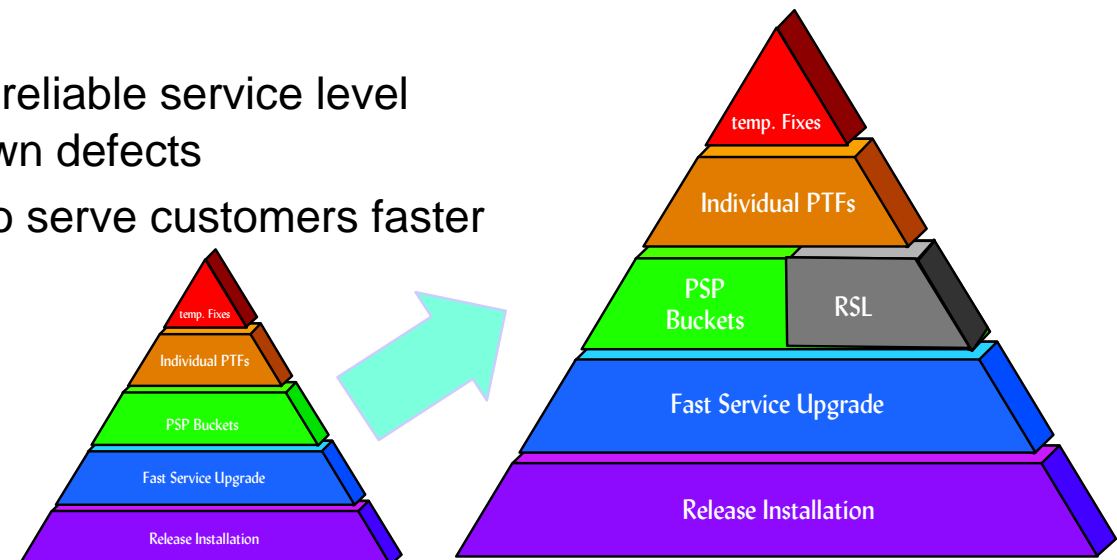 reliable service level
wn defects
o serve customers faster
temp. Fixes
Individual PTFs
PSP Buckets
Fast Service Upgrade
Release Installation
temp. Fixes
Individual PTFs
PSP
Buckets
RSL
Fast Service Upgrade
Release Installation